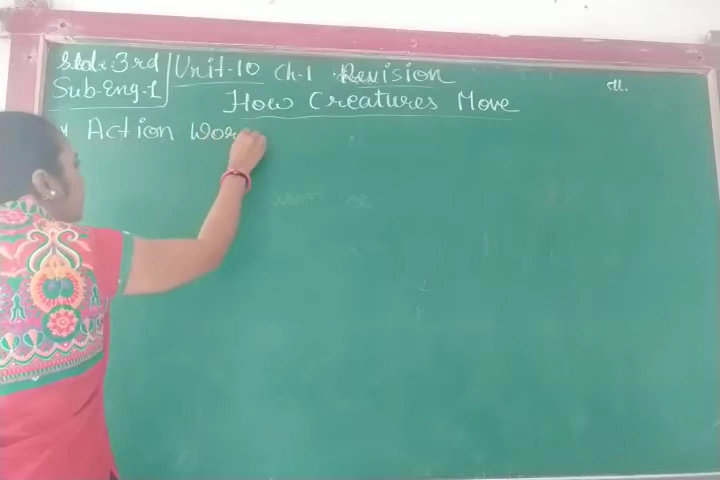 Std: 3rd Unit-10 Ch.1 Revision
Sub-Eng-1
How Creatures Move
Action Wor